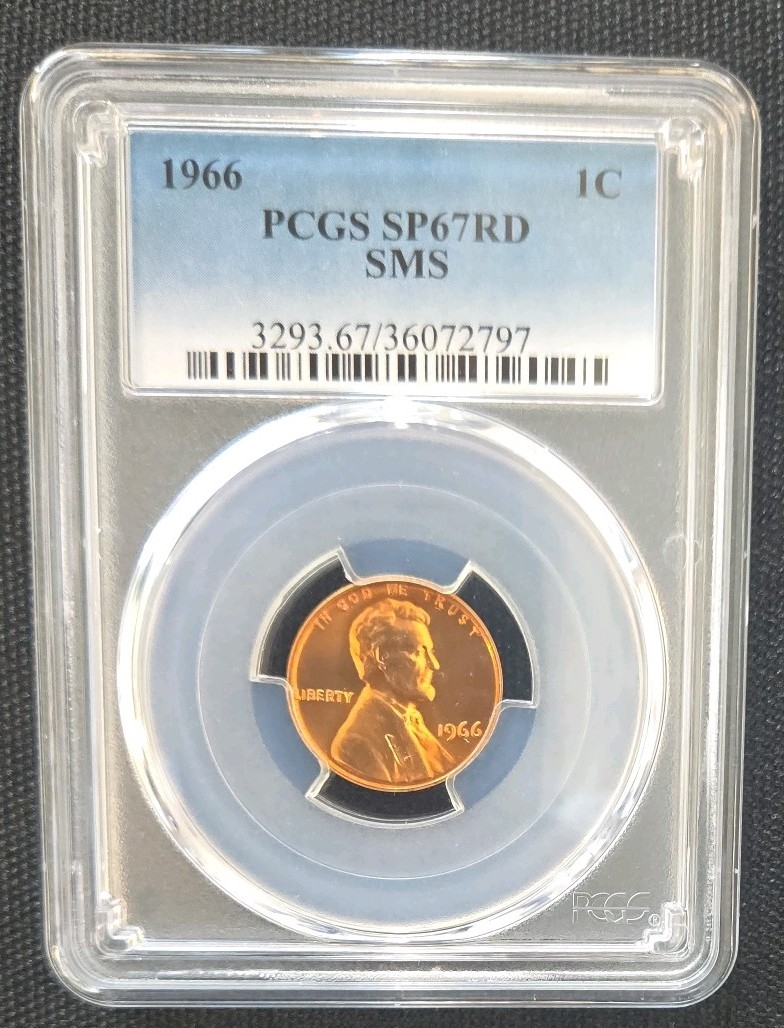 1966 1C
PCGS SP67RD
SMS
3293.67/36072797
IN GOD WE TRUST
LIBERTY
1966
PCGS®